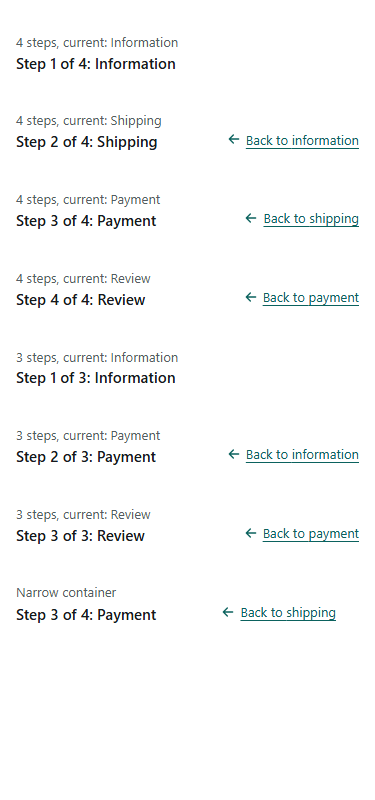 4 steps, current: Information
Step 1 of 4: Information
4 steps, current: Shipping
Step 2 of 4: Shipping
← Back to information
4 steps, current: Payment
Step 3 of 4: Payment
← Back to shipping
4 steps, current: Review
Step 4 of 4: Review
← Back to payment
3 steps, current: Information
Step 1 of 3: Information
3 steps, current: Payment
Step 2 of 3: Payment
← Back to information
3 steps, current: Review
Step 3 of 3: Review
← Back to payment
Narrow container
Step 3 of 4: Payment
← Back to shipping